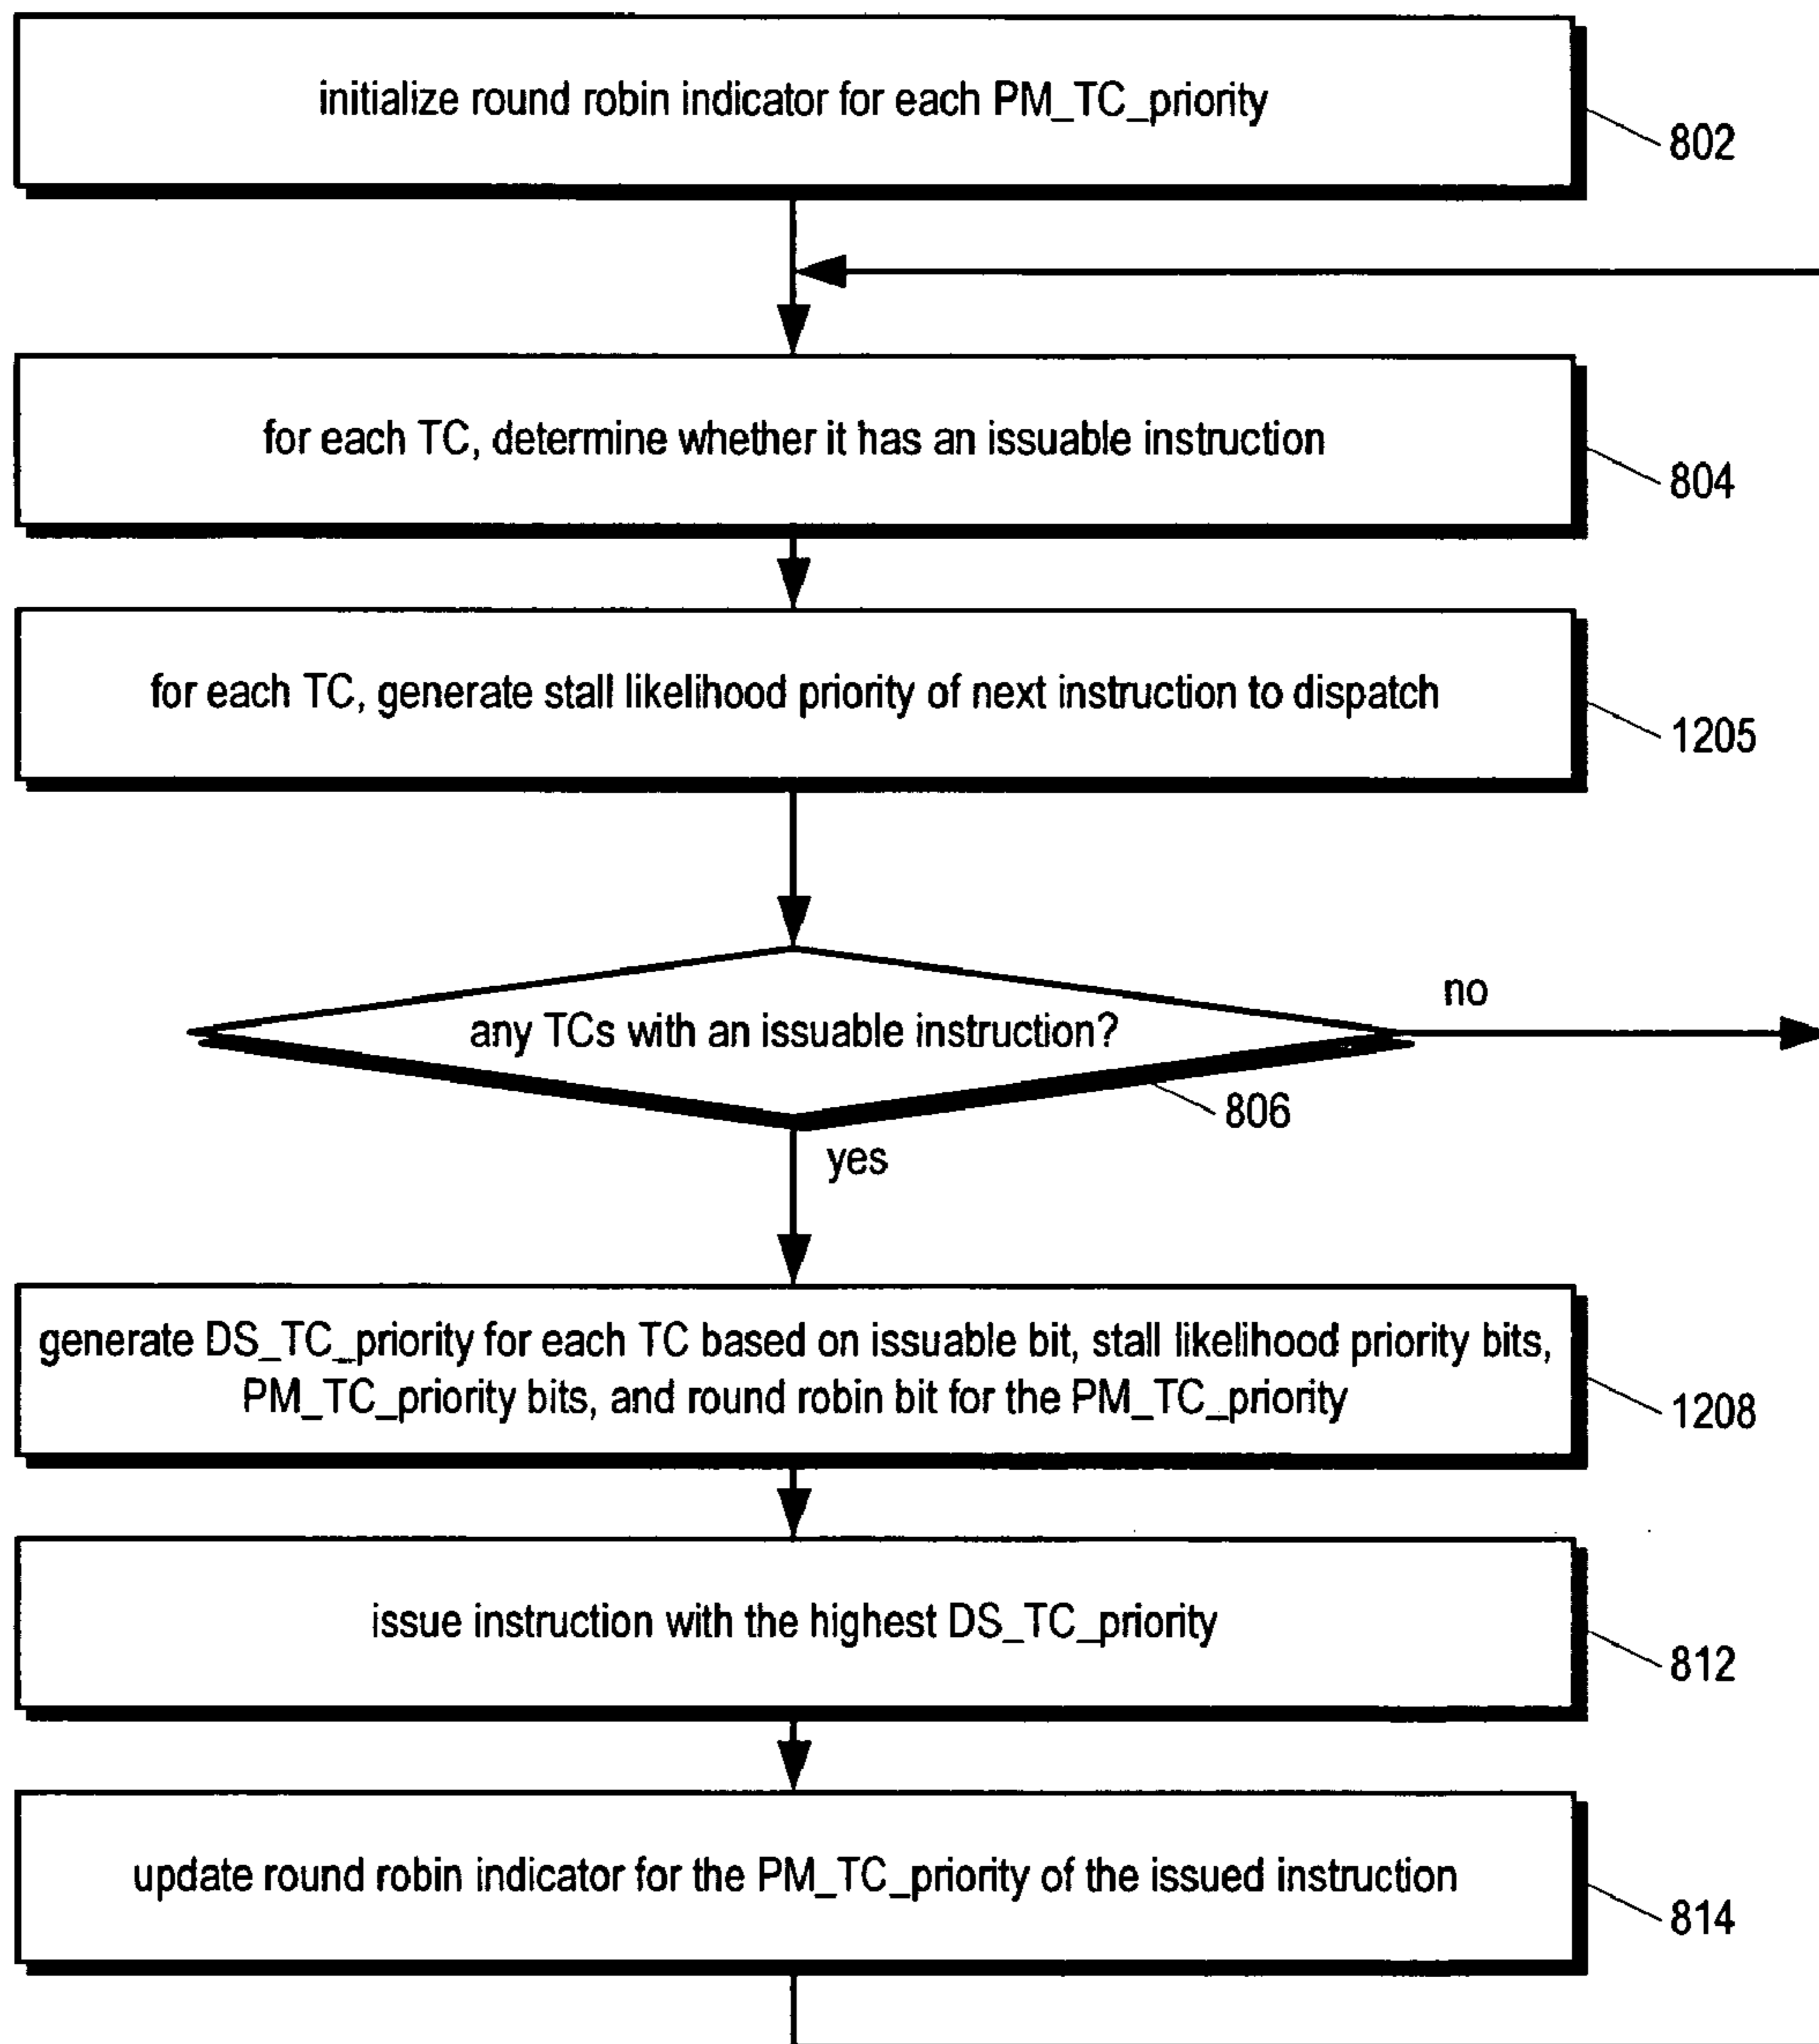 initialize round robin indicator for each PM_TC_priority
802
for each TC, determine whether it has an issuable instruction
804
for each TC, generate stall likelihood priority of next instruction to dispatch
1205
any TCs with an issuable instruction?
no
806
yes
generate DS_TC_priority for each TC based on issuable bit, stall likelihood priority bits,
PM_TC_priority bits, and round robin bit for the PM_TC_priority
1208
issue instruction with the highest DS_TC_priority
812
update round robin indicator for the PM_TC_priority of the issued instruction
814